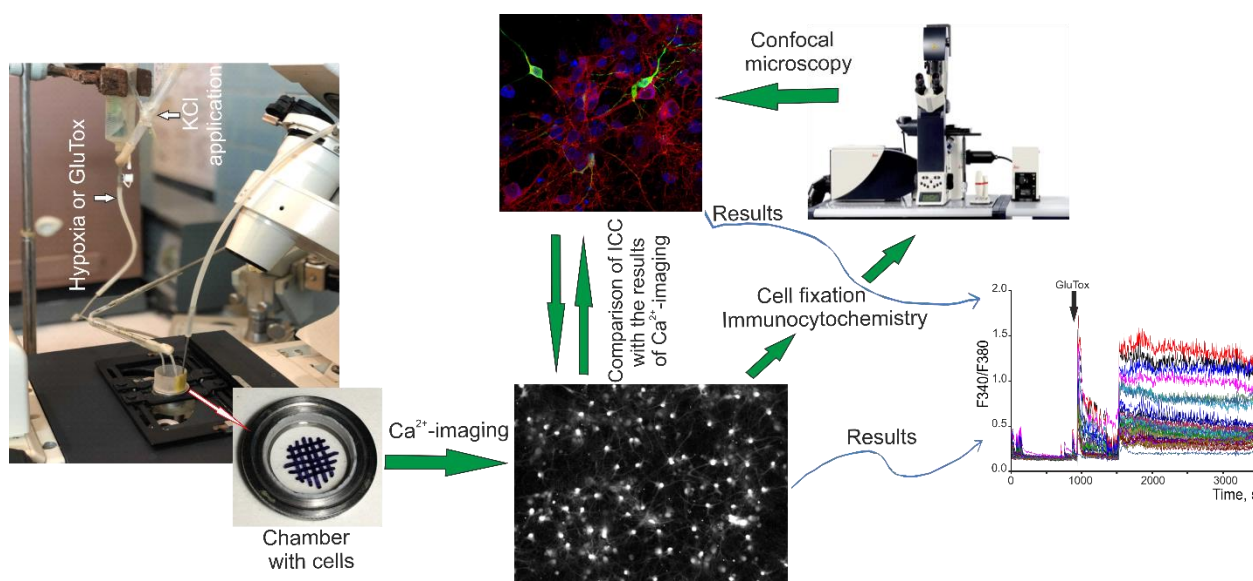 KCl
application
Hypoxia or GluTox
Confocal
microscopy
Results
Comparison of ICC
with the results
of Ca²⁺-imaging
Cell fixation
Immunocytochemistry
Ca²⁺-imaging
Chamber
with cells
Results
GluTox
F340/F380
2.0
1.5
1.0
0.5
0.0
0
1000
2000
3000
Time, s